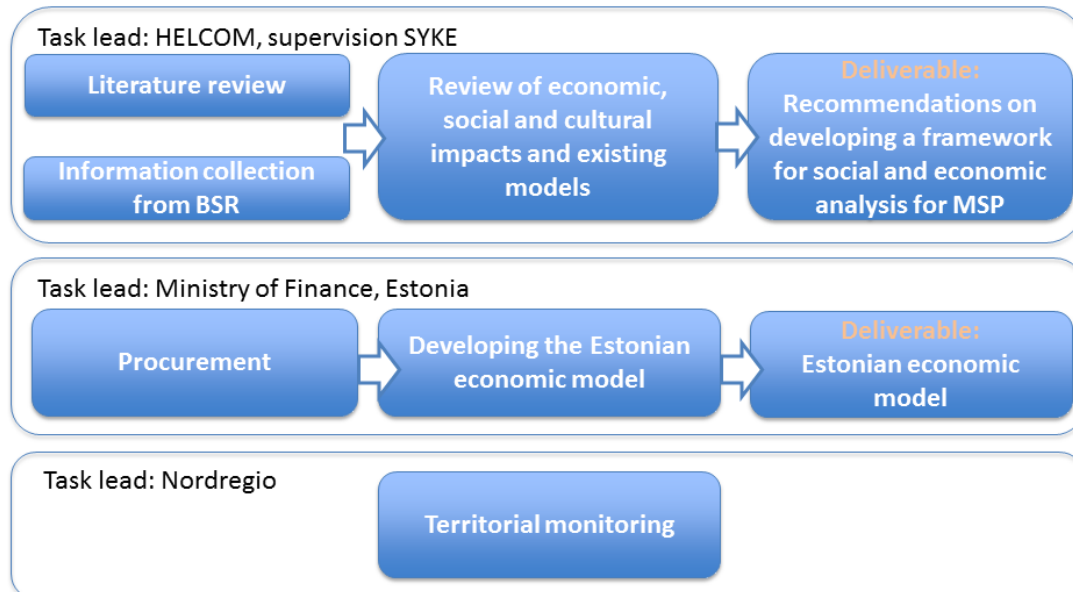 Task lead: HELCOM, supervision SYKE
Literature review
Information collection
from BSR
Review of economic,
social and cultural
impacts and existing
models
Deliverable:
Recommendations on
developing a framework
for social and economic
analysis for MSP
Task lead: Ministry of Finance, Estonia
Procurement
Developing the Estonian
economic model
Deliverable:
Estonian economic
model
Task lead: Nordregio
Territorial monitoring